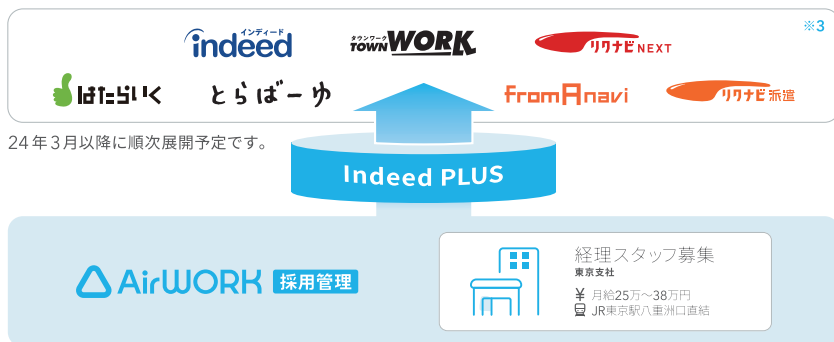 ※3
インディード
indeed
タウンワーク
TOWN WORK
リクナビNEXT
はたらいく
とらばーゆ
fromAnavi
リクナビ派遣
24年3月以降に順次展開予定です。
Indeed PLUS
AirWORK 採用管理
経理スタッフ募集
東京支社
¥ 月給25万～38万円
JR東京駅八重洲口直結